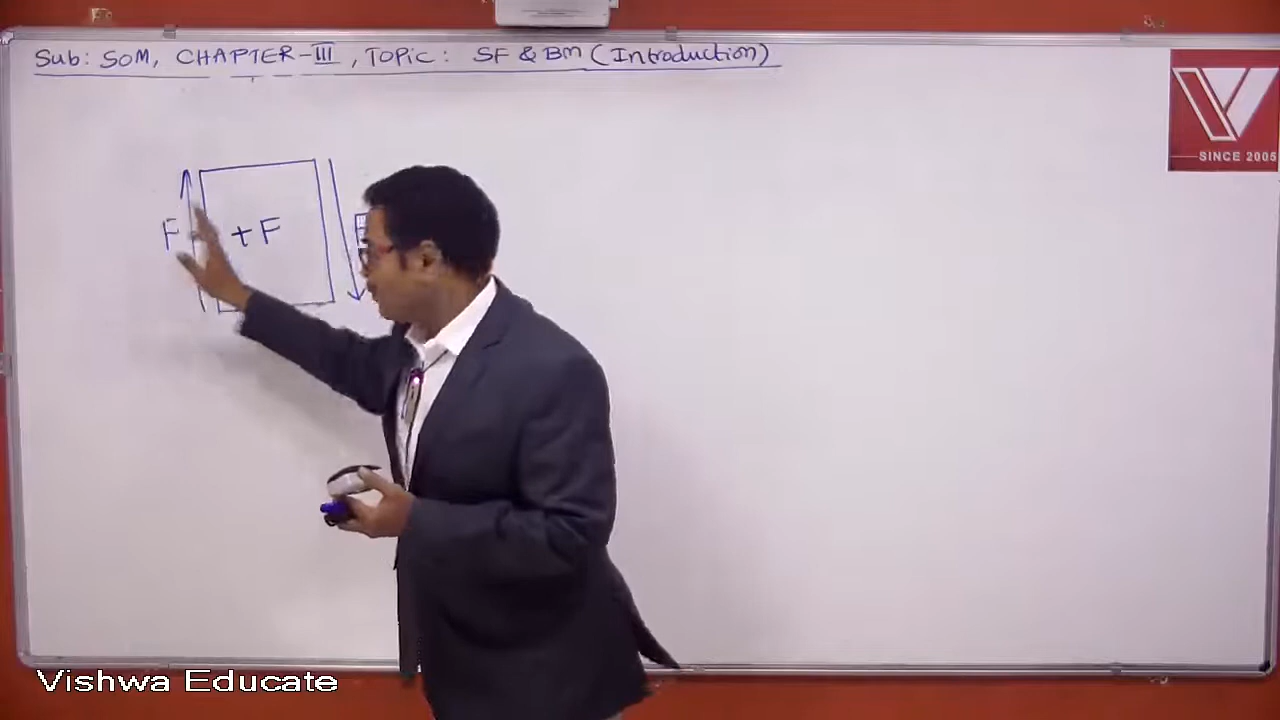 Sub: SOM, CHAPTER-III, TOPIC: SF & BM (Introduction)
SINCE 2005
F +F
Vishwa Educate